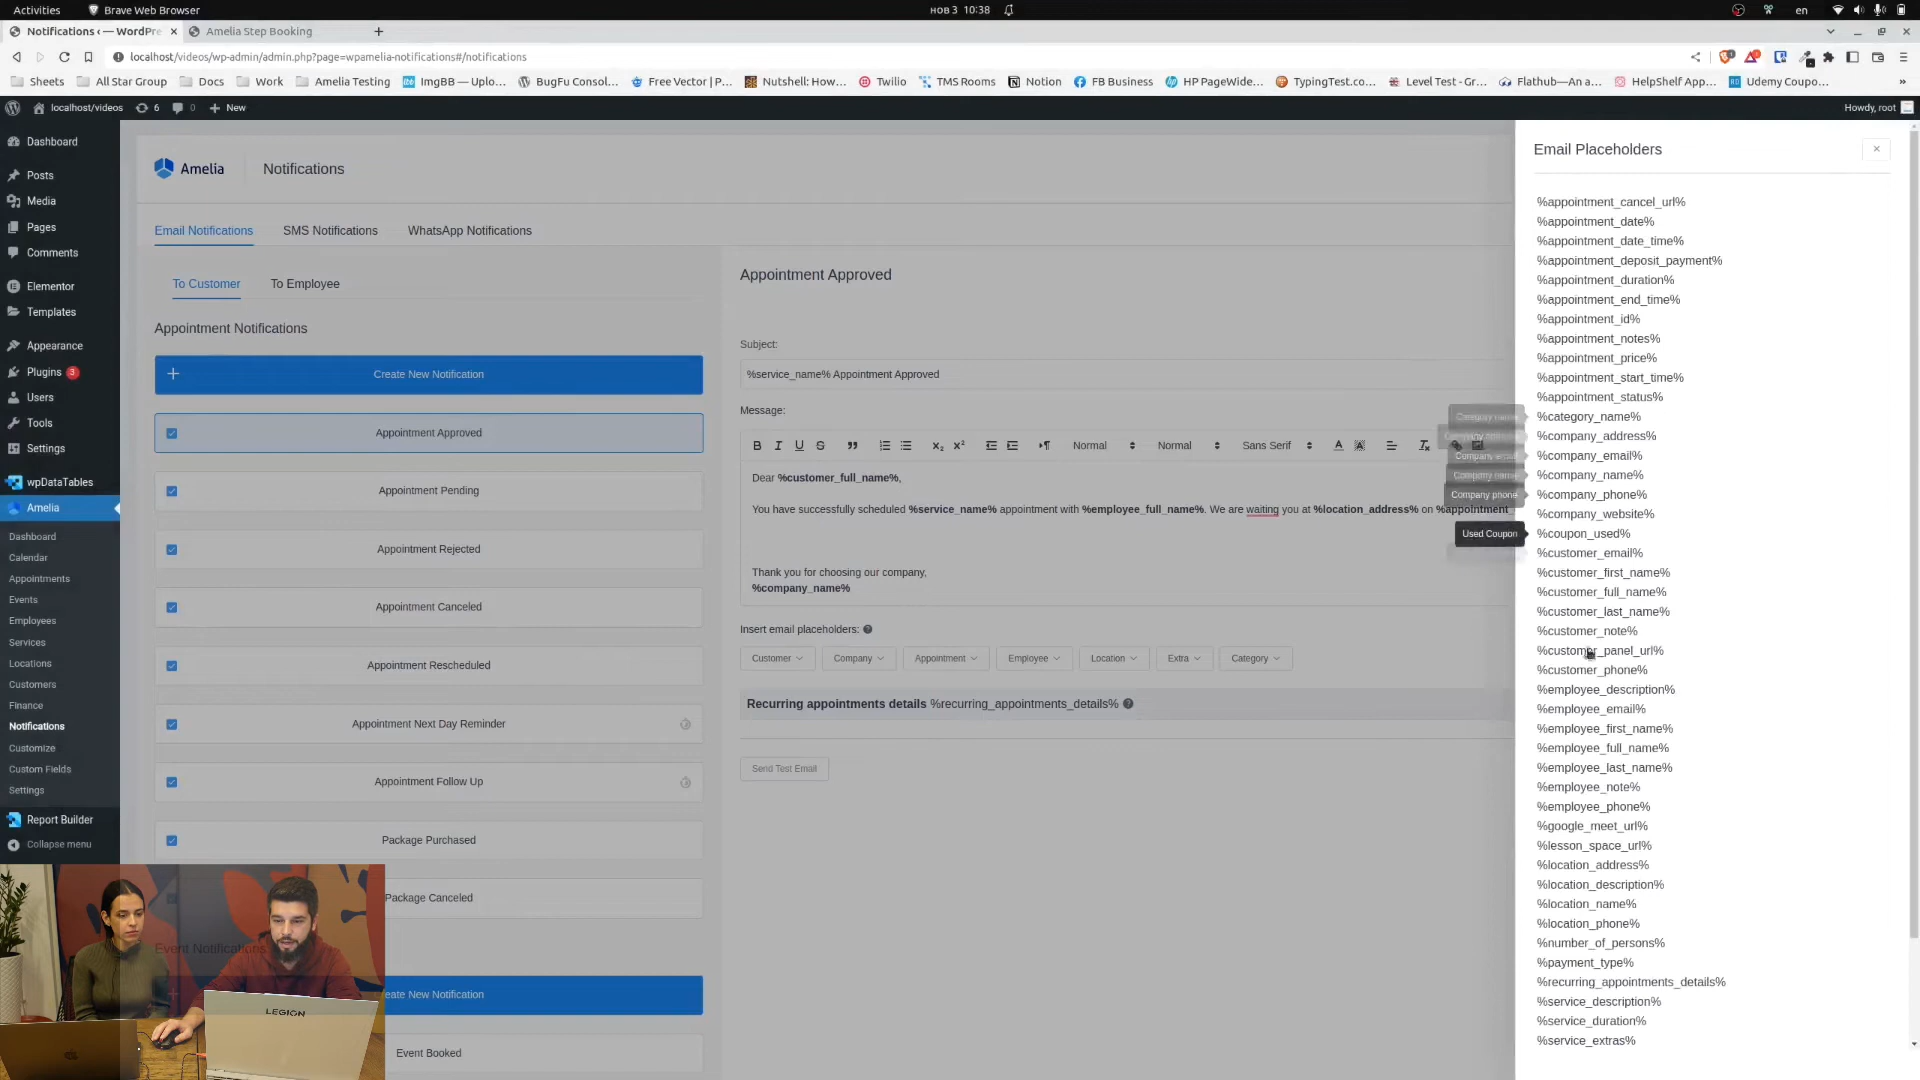 Activities
Brave Web Browser
нов 3 10:38
en
Notifications ‹ — WordPre
Amelia Step Booking
localhost/videos/wp-admin/admin.php?page=wpamelia-notifications#/notifications
Sheets
All Star Group
Docs
Work
Amelia Testing
ImgBB — Uplo...
BugFu Consol...
Free Vector | P...
Nutshell: How...
Twilio
TMS Rooms
Notion
FB Business
HP PageWide...
TypingTest.co...
Level Test - Gr...
Flathub—An a...
HelpShelf App...
Udemy Coupo...
localhost/videos
6
0
New
Howdy, root
Dashboard
Posts
Media
Pages
Comments
Elementor
Templates
Appearance
Plugins 3
Users
Tools
Settings
wpDataTables
Amelia
Dashboard
Calendar
Appointments
Events
Employees
Services
Locations
Customers
Finance
Notifications
Customize
Custom Fields
Settings
Report Builder
Collapse menu
Amelia
Notifications
Email Notifications
SMS Notifications
WhatsApp Notifications
To Customer
To Employee
Appointment Notifications
Create New Notification
Appointment Approved
Appointment Pending
Appointment Rejected
Appointment Canceled
Appointment Rescheduled
Appointment Next Day Reminder
Appointment Follow Up
Package Purchased
Package Canceled
Event Notifications
eate New Notification
Event Booked
LEGION
Appointment Approved
Subject:
%service_name% Appointment Approved
Message:
Normal
Normal
Sans Serif
Dear %customer_full_name%,
You have successfully scheduled %service_name% appointment with %employee_full_name%. We are waiting you at %location_address% on %appointment_
Thank you for choosing our company,
%company_name%
Insert email placeholders:
Customer
Company
Appointment
Employee
Location
Extra
Category
Recurring appointments details %recurring_appointments_details%
Send Test Email
Category name
Company email
Company name
Company phone
Used Coupon
Email Placeholders
%appointment_cancel_url%
%appointment_date%
%appointment_date_time%
%appointment_deposit_payment%
%appointment_duration%
%appointment_end_time%
%appointment_id%
%appointment_notes%
%appointment_price%
%appointment_start_time%
%appointment_status%
%category_name%
%company_address%
%company_email%
%company_name%
%company_phone%
%company_website%
%coupon_used%
%customer_email%
%customer_first_name%
%customer_full_name%
%customer_last_name%
%customer_note%
%customer_panel_url%
%customer_phone%
%employee_description%
%employee_email%
%employee_first_name%
%employee_full_name%
%employee_last_name%
%employee_note%
%employee_phone%
%google_meet_url%
%lesson_space_url%
%location_address%
%location_description%
%location_name%
%location_phone%
%number_of_persons%
%payment_type%
%recurring_appointments_details%
%service_description%
%service_duration%
%service_extras%